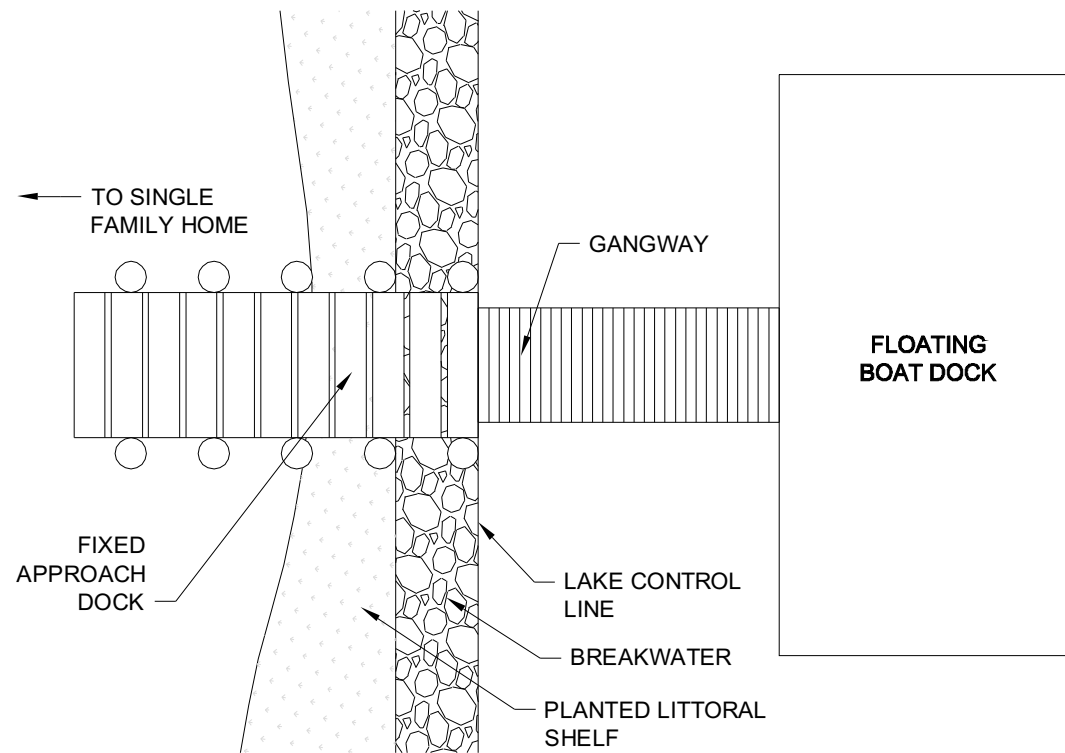 TO SINGLE
FAMILY HOME
GANGWAY
FLOATING
BOAT DOCK
FIXED
APPROACH
DOCK
LAKE CONTROL
LINE
BREAKWATER
PLANTED LITTORAL
SHELF